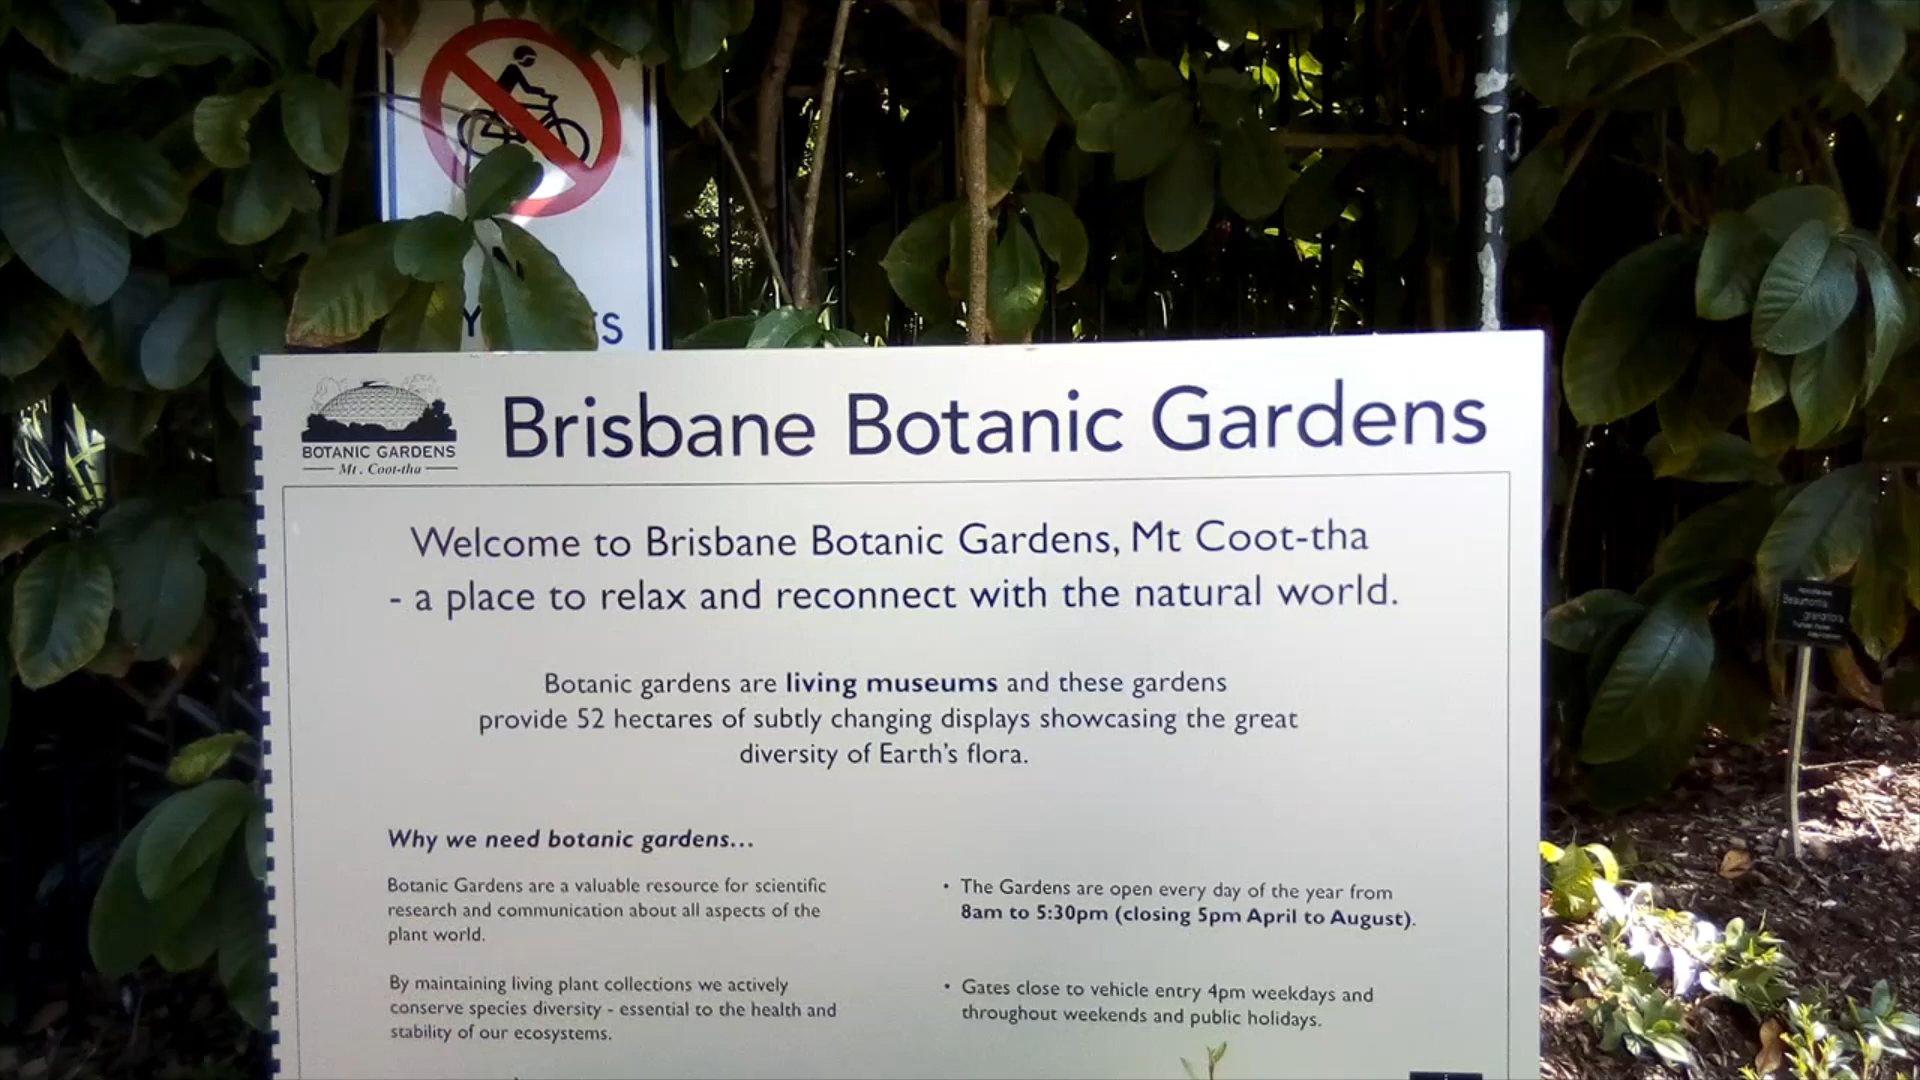 BOTANIC GARDENS
Mt. Coot-tha
Brisbane Botanic Gardens
Welcome to Brisbane Botanic Gardens, Mt Coot-tha
- a place to relax and reconnect with the natural world.
Botanic gardens are living museums and these gardens
provide 52 hectares of subtly changing displays showcasing the great
diversity of Earth's flora.
Why we need botanic gardens...
Botanic Gardens are a valuable resource for scientific
research and communication about all aspects of the
plant world.
By maintaining living plant collections we actively
conserve species diversity - essential to the health and
stability of our ecosystems.
• The Gardens are open every day of the year from
8am to 5:30pm (closing 5pm April to August).
• Gates close to vehicle entry 4pm weekdays and
throughout weekends and public holidays.
Beaumontia
grandiflora